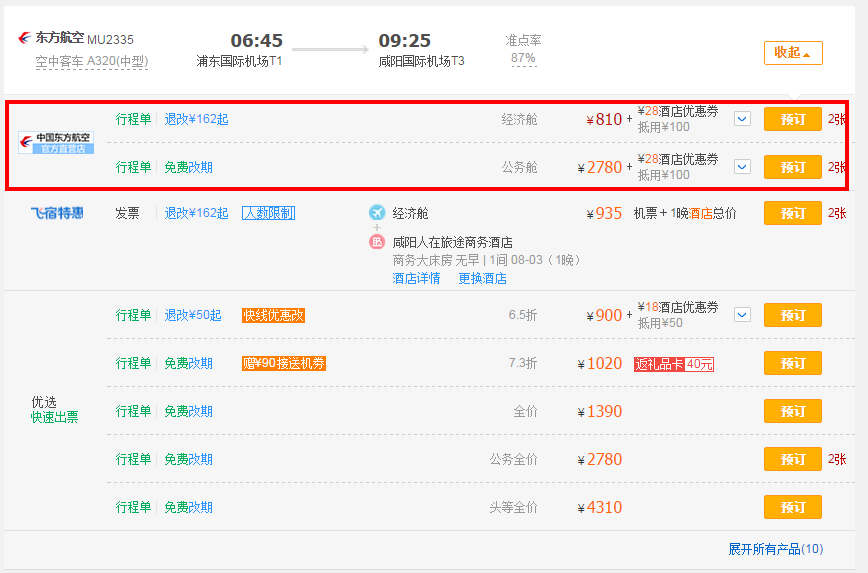 东方航空 MU2335 06:45 09:25 准点率
空中客车 A320(中型) 浦东国际机场T1 咸阳国际机场T3 87% 收起
中国东方航空
官方直营店
行程单 退改¥162起 经济舱 ¥810 + ¥28酒店优惠券 预订 2张
抵用¥100
行程单 免费改期 公务舱 ¥2780 + ¥28酒店优惠券 预订 2张
抵用¥100
飞宿特惠 发票 退改¥162起 人数限制 经济舱 ¥935 机票+1晚酒店总价 预订 2张
+
咸阳人在旅途商务酒店
商务大床房 无早 | 1间 08-03（1晚）
酒店详情 更换酒店
行程单 退改¥50起 快线优惠改 6.5折 ¥900 + ¥18酒店优惠券 预订
抵用¥50
行程单 免费改期 赠¥90接送机券 7.3折 ¥1020 返礼品卡 40元 预订
优选
快速出票
行程单 免费改期 全价 ¥1390 预订
行程单 免费改期 公务全价 ¥2780 预订 2张
行程单 免费改期 头等全价 ¥4310 预订
展开所有产品(10)